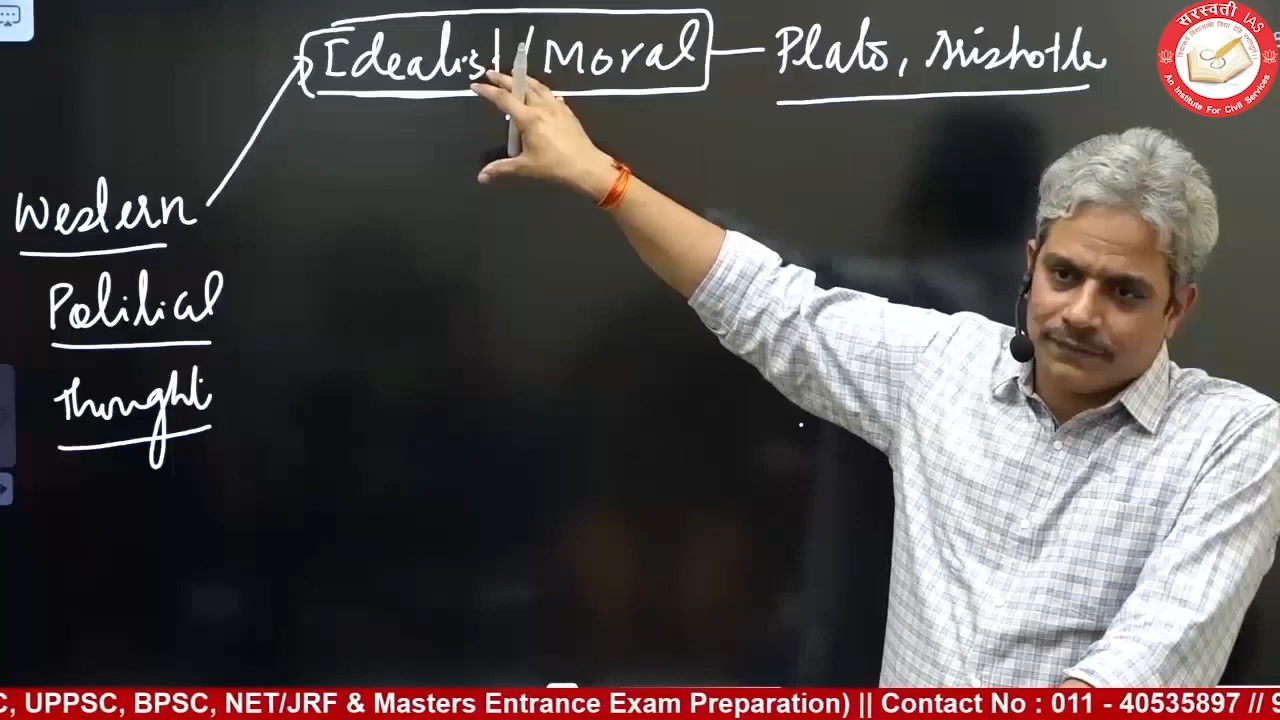 Idealist / Moral — Plato, Aristotle
Western
Political
Thought
सरस्वती IAS
An Institute For Civil Services
C, UPPSC, BPSC, NET/JRF & Masters Entrance Exam Preparation) || Contact No : 011 - 40535897 // 9